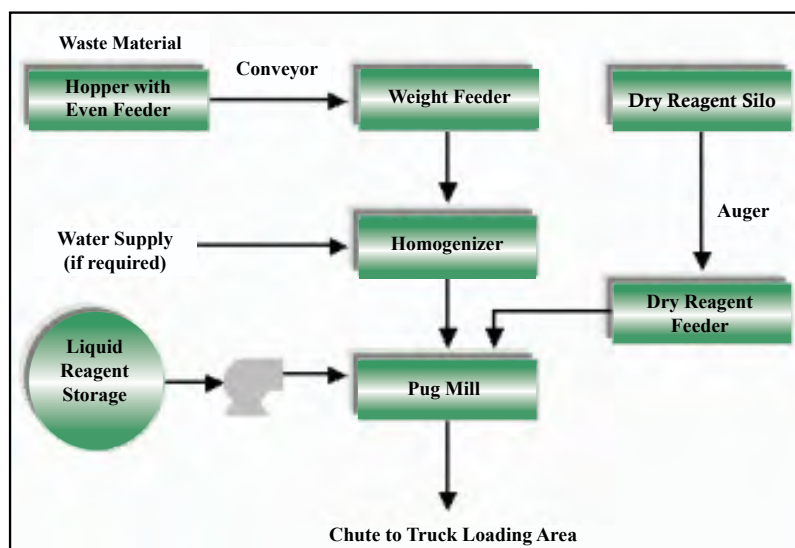 Waste Material
Hopper with
Even Feeder
Conveyor
Weight Feeder
Dry Reagent Silo
Auger
Water Supply
(if required)
Homogenizer
Dry Reagent
Feeder
Liquid
Reagent
Storage
Pug Mill
Chute to Truck Loading Area